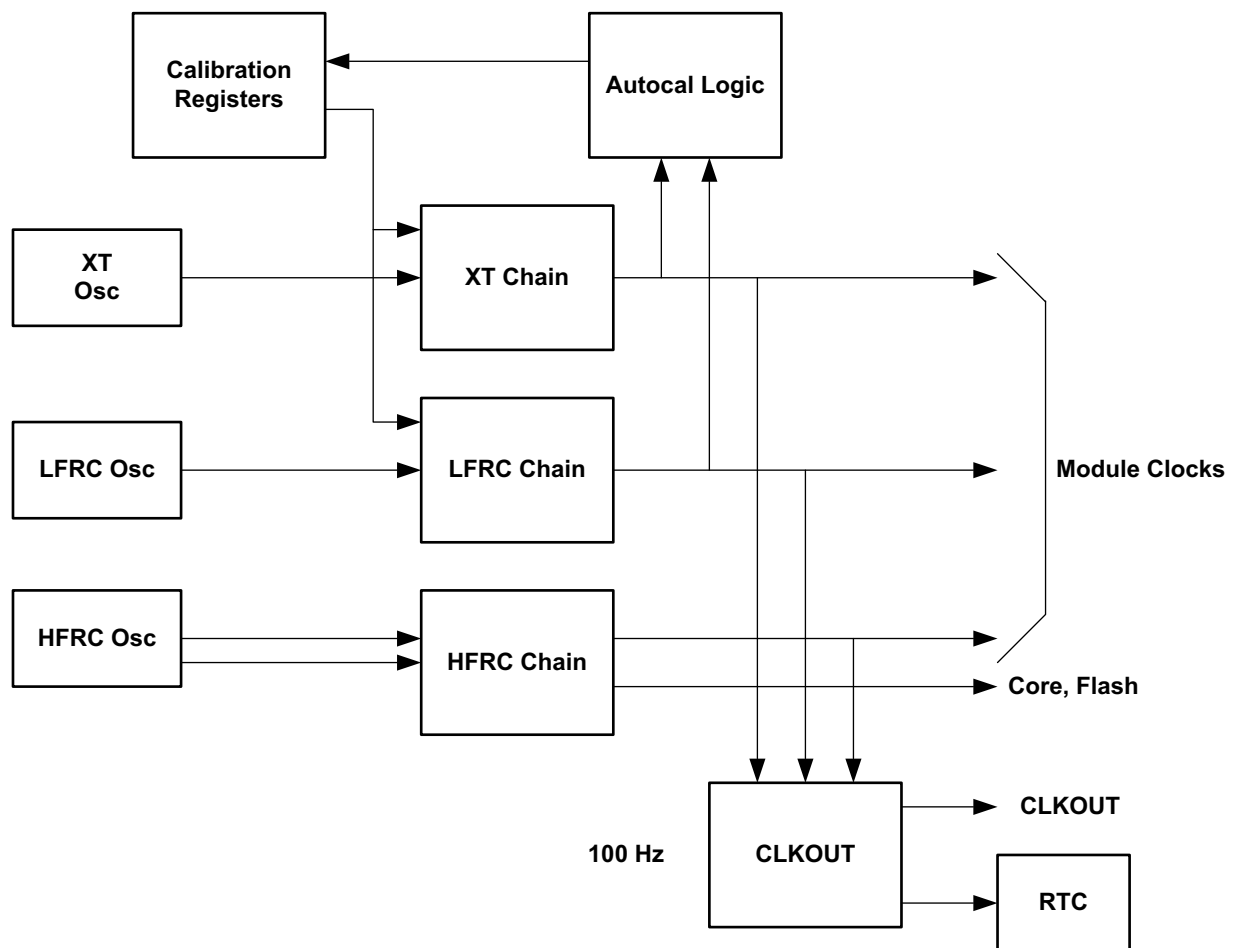 Calibration
Registers
Autocal Logic
XT
Osc
XT Chain
LFRC Osc
LFRC Chain
Module Clocks
HFRC Osc
HFRC Chain
Core, Flash
CLKOUT
100 Hz
CLKOUT
RTC